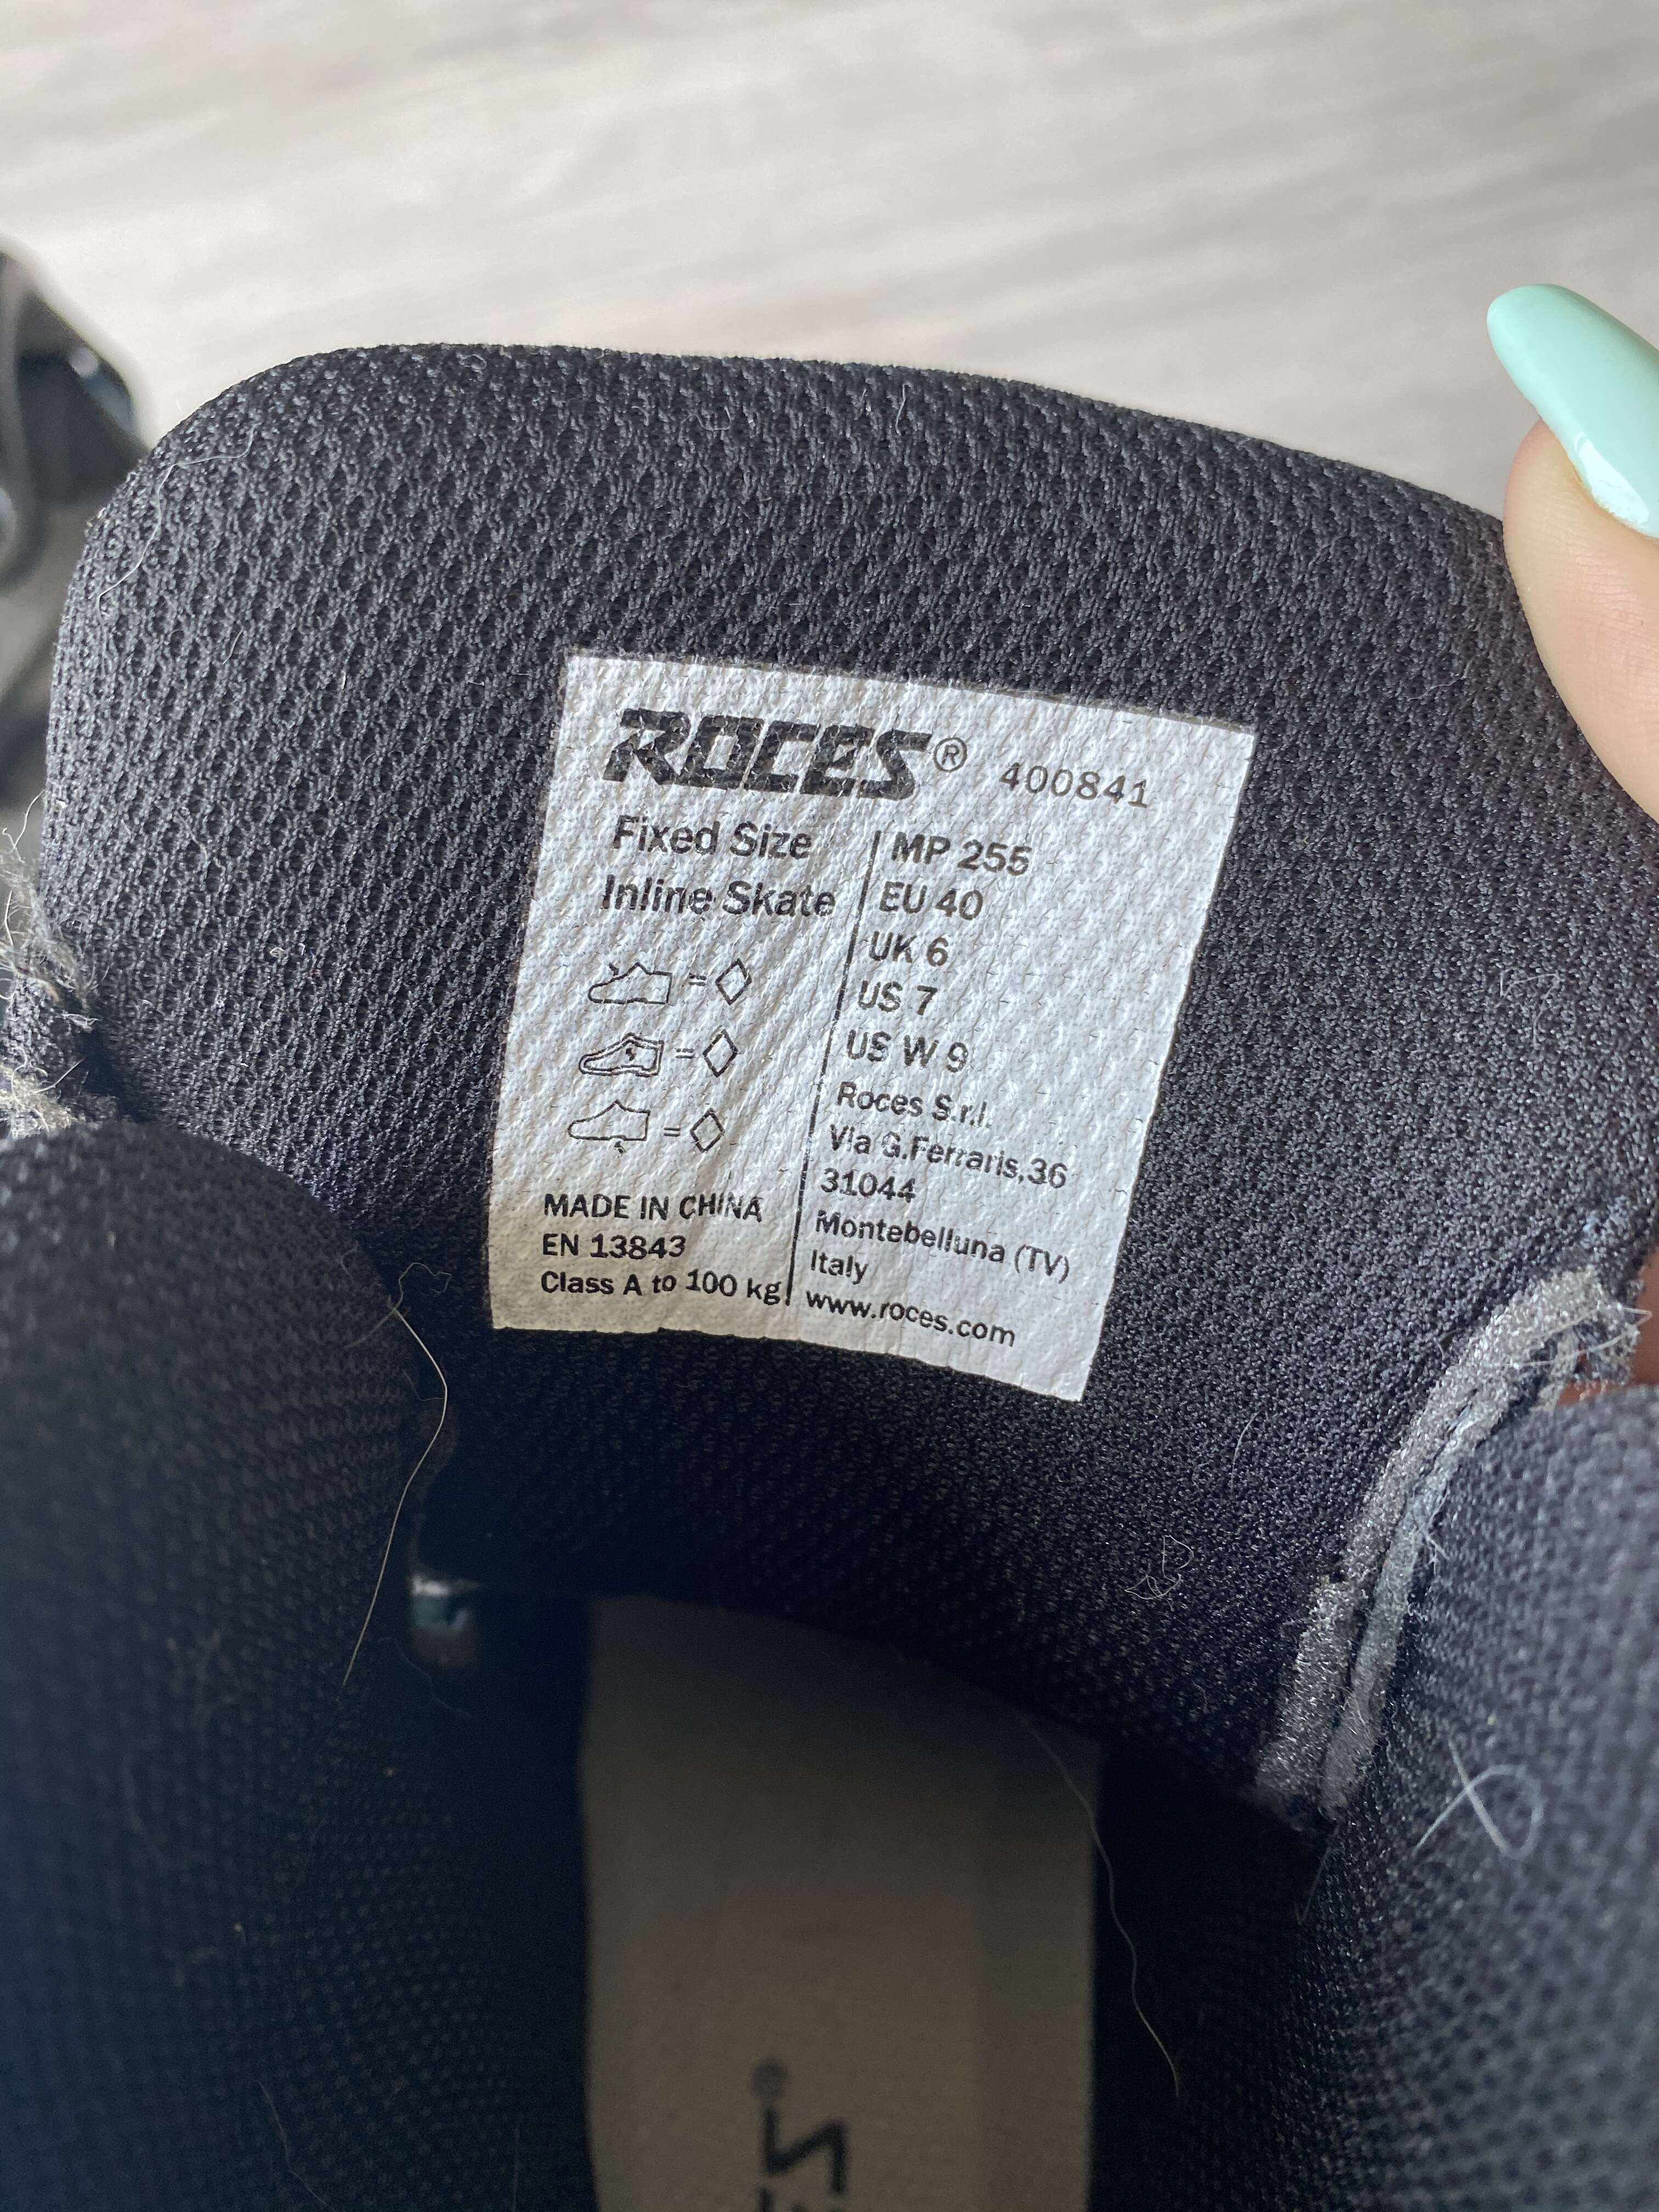 ROCES® 400841
Fixed Size
Inline Skate
MP 255
EU 40
UK 6
US 7
US W 9
= ◇
= ◇
= ◇
MADE IN CHINA
EN 13843
Class A to 100 kg
Roces S.r.l.
Via G.Ferraris,36
31044
Montebelluna (TV)
Italy
www.roces.com